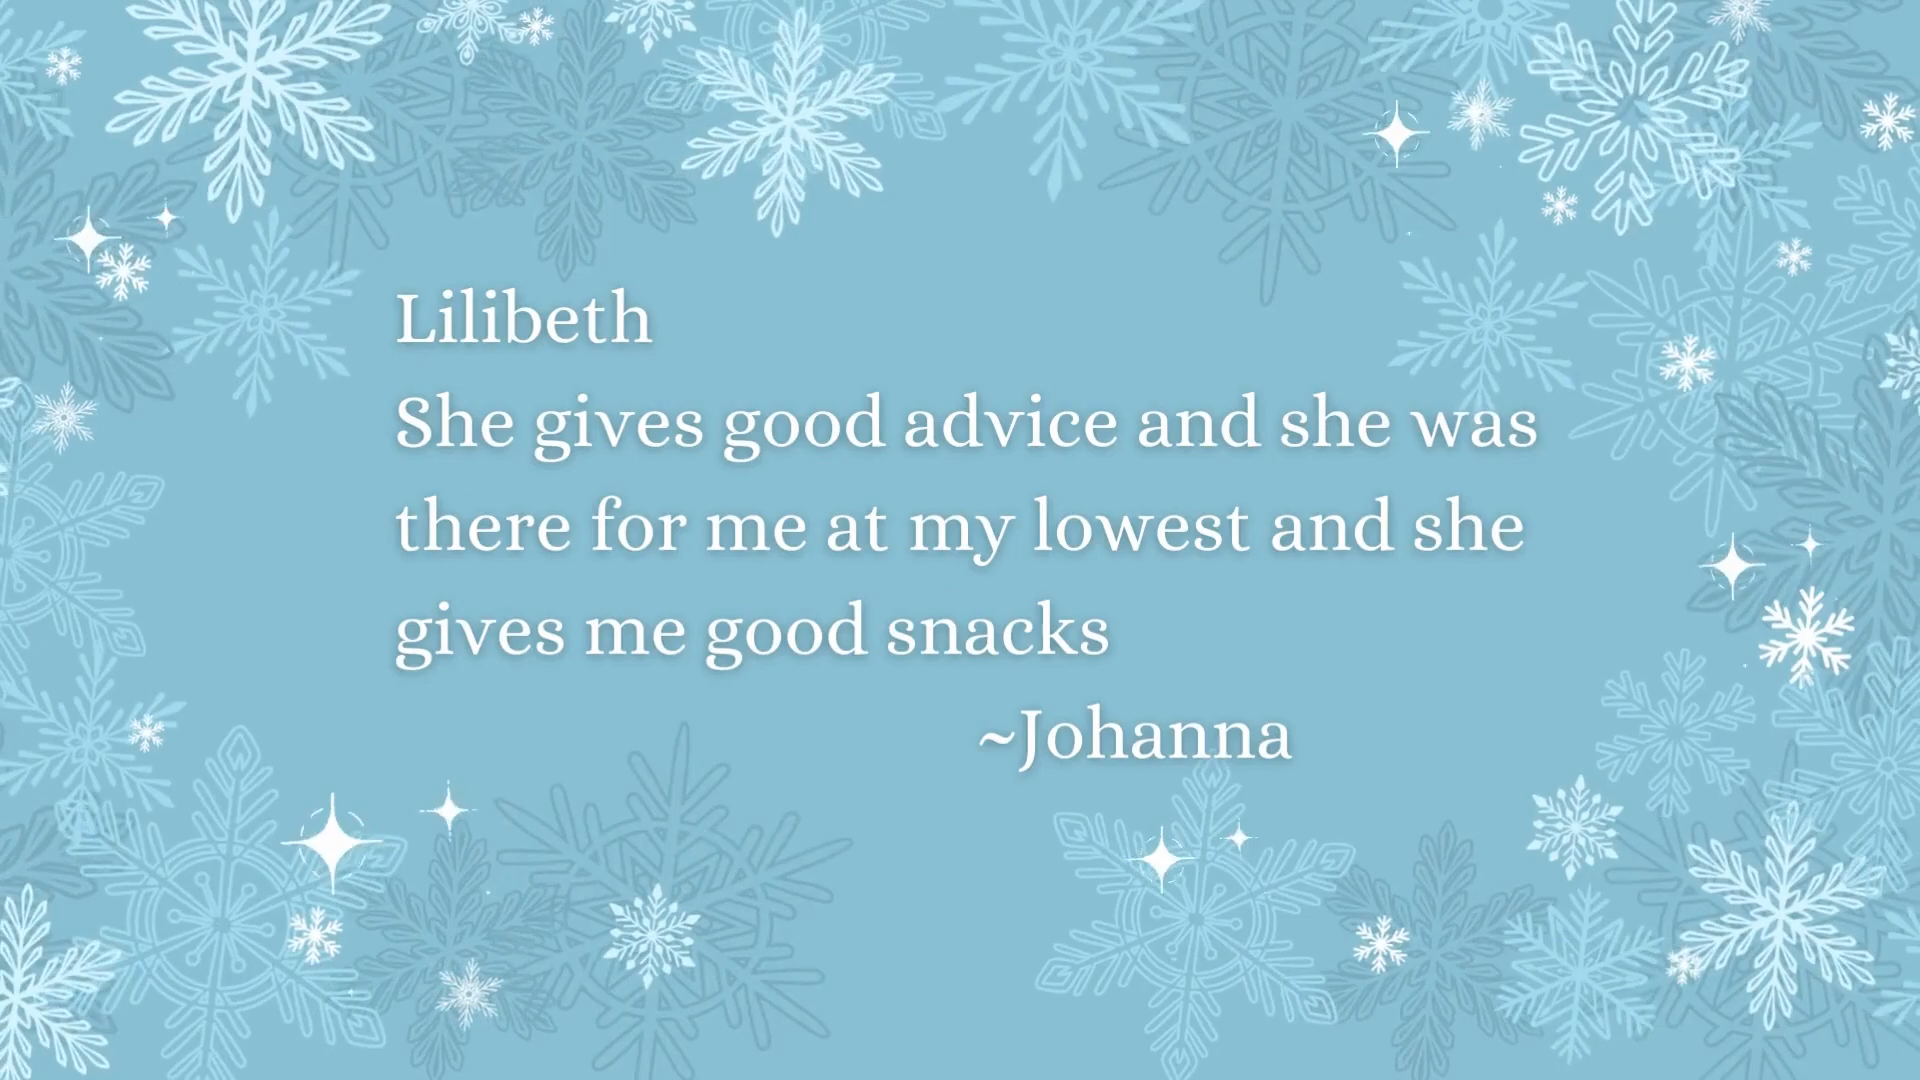 Lilibeth
She gives good advice and she was
there for me at my lowest and she
gives me good snacks
~Johanna